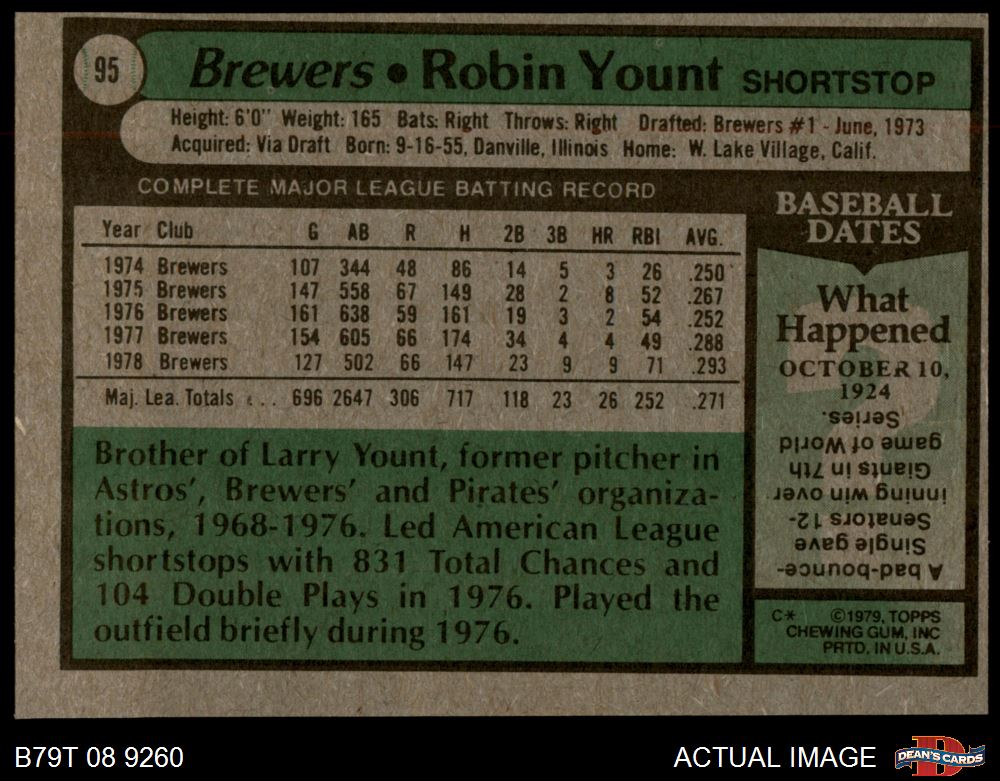 95 Brewers • Robin Yount SHORTSTOP
Height: 6'0" Weight: 165 Bats: Right Throws: Right Drafted: Brewers #1 - June, 1973
Acquired: Via Draft Born: 9-16-55, Danville, Illinois Home: W. Lake Village, Calif.
COMPLETE MAJOR LEAGUE BATTING RECORD
Year Club G AB R H 2B 3B HR RBI AVG.
1974 Brewers 107 344 48 86 14 5 3 26 .250
1975 Brewers 147 558 67 149 28 2 8 52 .267
1976 Brewers 161 638 59 161 19 3 2 54 .252
1977 Brewers 154 605 66 174 34 4 4 49 .288
1978 Brewers 127 502 66 147 23 9 9 71 .293
Maj. Lea. Totals . . . 696 2647 306 717 118 23 26 252 .271
Brother of Larry Yount, former pitcher in
Astros', Brewers' and Pirates' organiza-
tions, 1968-1976. Led American League
shortstops with 831 Total Chances and
104 Double Plays in 1976. Played the
outfield briefly during 1976.
BASEBALL
DATES
What
Happened
OCTOBER 10,
1924
A bad-bounce-
Single gave
Senators 12-
inning win over
Giants in 7th
game of World
Series.
C* ©1979, TOPPS
CHEWING GUM, INC
PRTD. IN U.S.A.
B79T 08 9260
ACTUAL IMAGE
D
DEAN'S CARDS